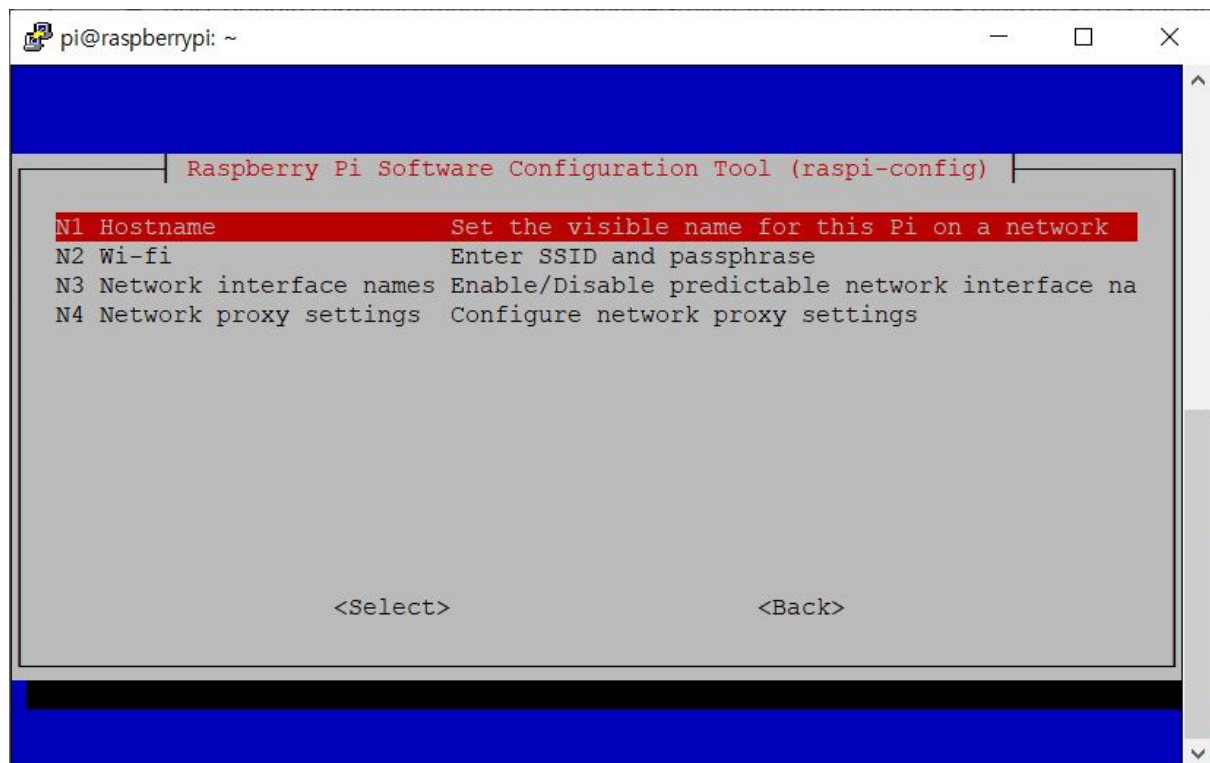 pi@raspberrypi: ~
Raspberry Pi Software Configuration Tool (raspi-config)
N1 Hostname Set the visible name for this Pi on a network
N2 Wi-fi Enter SSID and passphrase
N3 Network interface names Enable/Disable predictable network interface na
N4 Network proxy settings Configure network proxy settings
<Select> <Back>